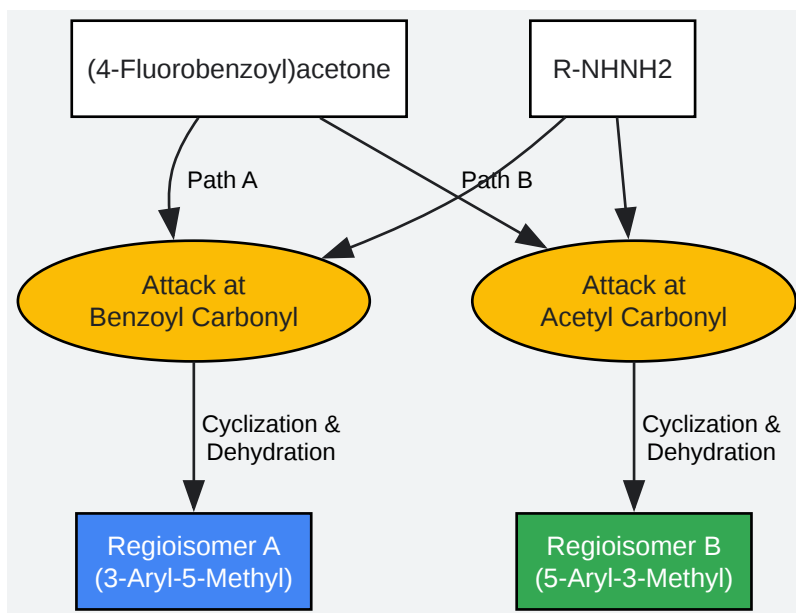 (4-Fluorobenzoyl)acetone
R-NHNH2
Path A
Path B
Attack at
Benzoyl Carbonyl
Attack at
Acetyl Carbonyl
Cyclization &
Dehydration
Cyclization &
Dehydration
Regioisomer A
(3-Aryl-5-Methyl)
Regioisomer B
(5-Aryl-3-Methyl)